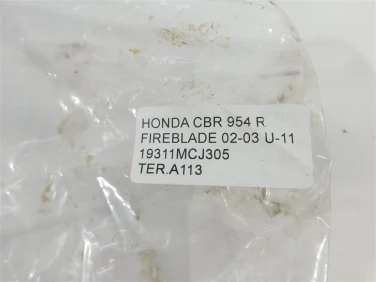 HONDA CBR 954 R
FIREBLADE 02-03 U-11
19311MCJ305
TER.A113